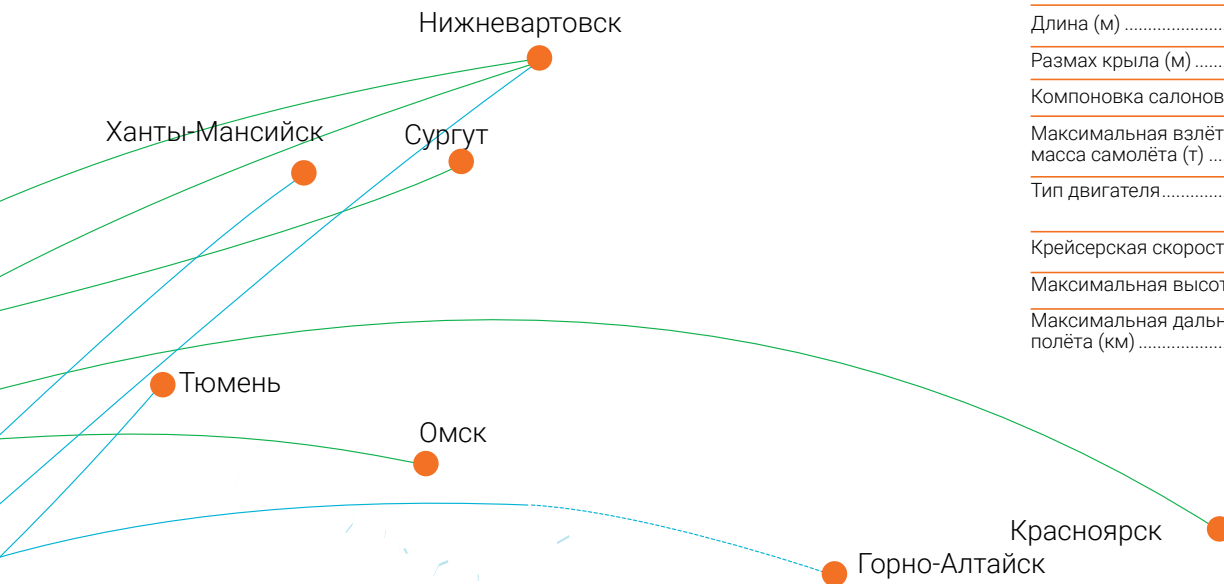 Нижневартовск
Ханты-Мансийск
Сургут
Тюмень
Омск
Красноярск
Горно-Алтайск
Длина (м)
Размах крыла (м)
Компоновка салонов
Максимальная взлёт
масса самолёта (т)
Тип двигателя
Крейсерская скорост
Максимальная высот
Максимальная дальн
полёта (км)